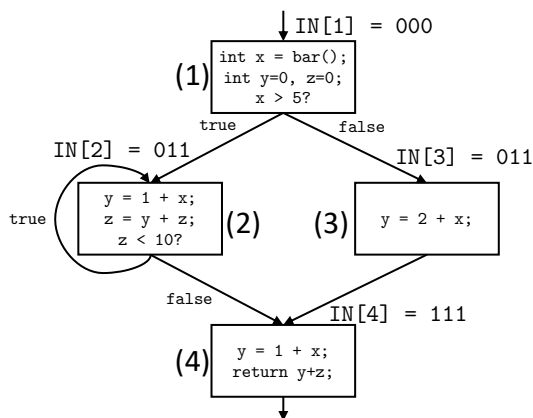 IN[1] = 000
(1)
int x = bar();
int y=0, z=0;
x > 5?
true
false
IN[2] = 011
IN[3] = 011
true
y = 1 + x;
z = y + z;
z < 10?
(2)
(3)
y = 2 + x;
false
IN[4] = 111
(4)
y = 1 + x;
return y+z;